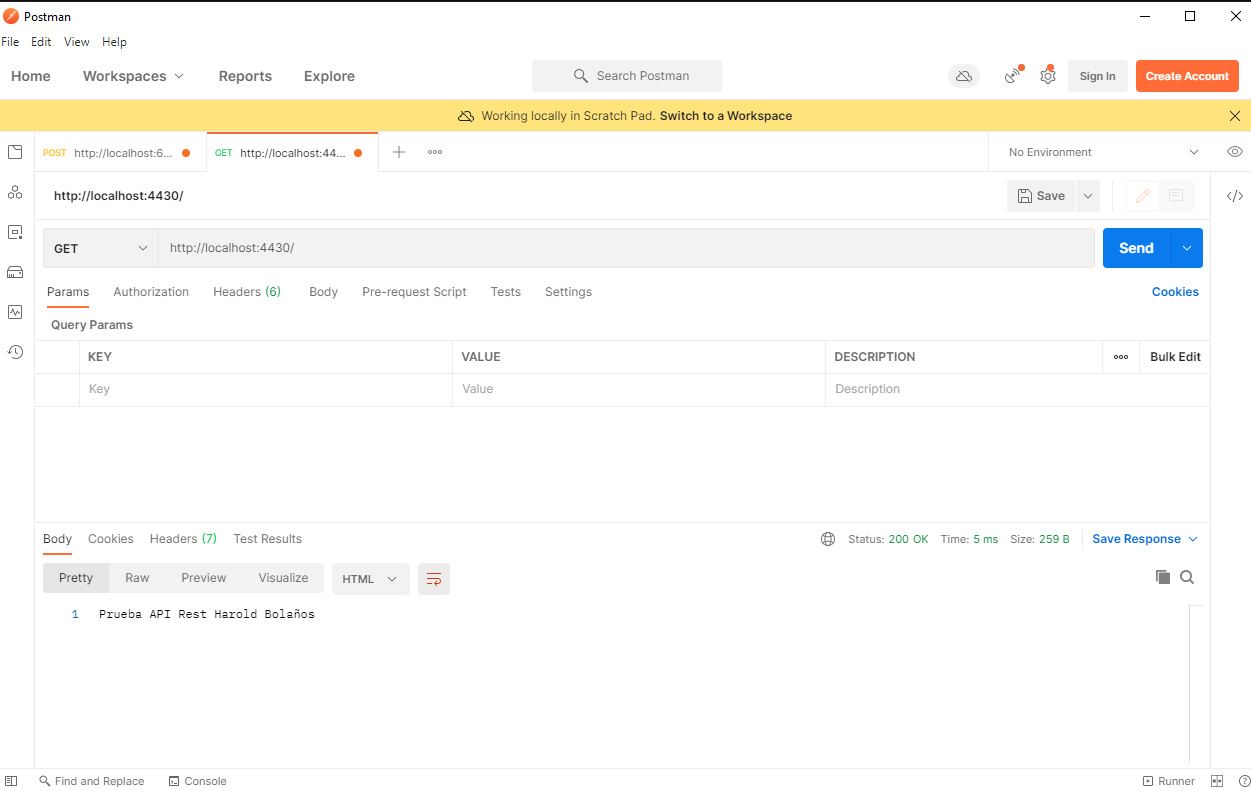 Postman
File Edit View Help
Home Workspaces Reports Explore Search Postman Sign In Create Account
Working locally in Scratch Pad. Switch to a Workspace
POST http://localhost:6... GET http://localhost:44... No Environment
http://localhost:4430/ Save
GET http://localhost:4430/ Send
Params Authorization Headers (6) Body Pre-request Script Tests Settings Cookies
Query Params
KEY VALUE DESCRIPTION Bulk Edit
Key Value Description
Body Cookies Headers (7) Test Results Status: 200 OK Time: 5 ms Size: 259 B Save Response
Pretty Raw Preview Visualize HTML
1 Prueba API Rest Harold Bolaños
Find and Replace Console Runner